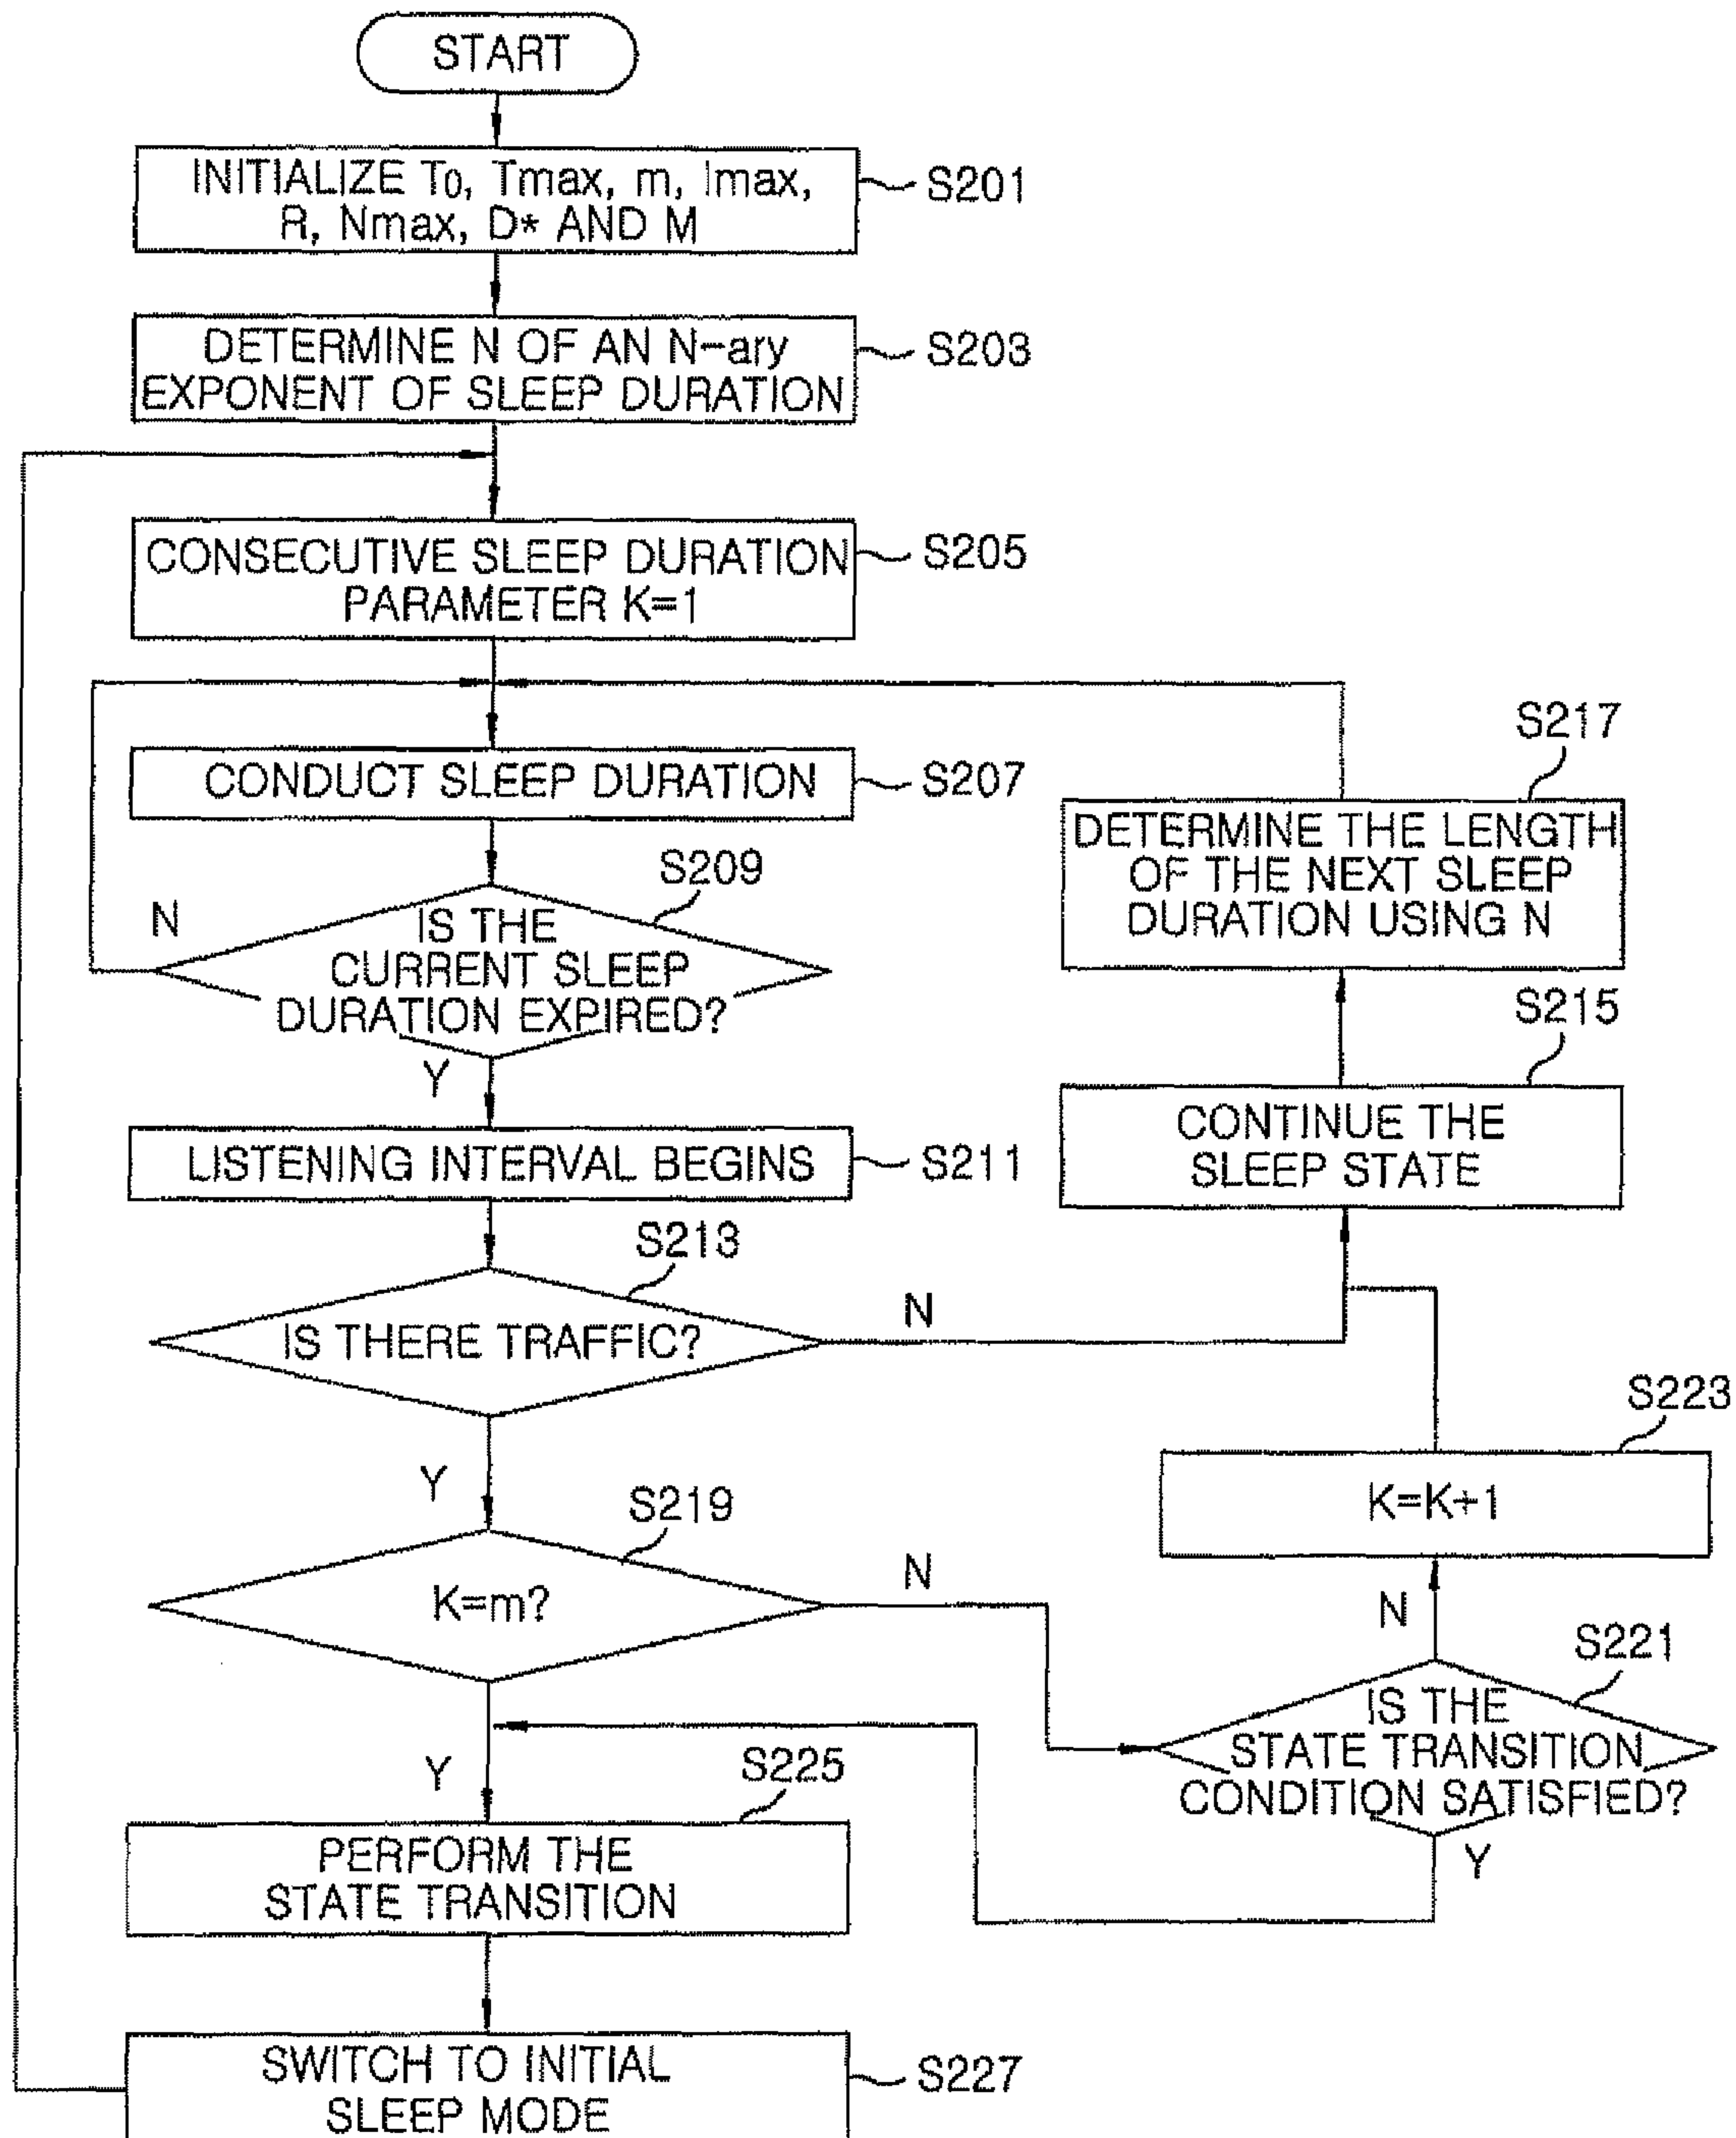 START
INITIALIZE T0, Tmax, m, Imax,
R, Nmax, D* AND M
S201
DETERMINE N OF AN N-ary
EXPONENT OF SLEEP DURATION
S203
CONSECUTIVE SLEEP DURATION
PARAMETER K=1
S205
CONDUCT SLEEP DURATION
S207
S209
IS THE
CURRENT SLEEP
DURATION EXPIRED?
N
Y
LISTENING INTERVAL BEGINS
S211
S213
IS THERE TRAFFIC?
N
Y
S217
DETERMINE THE LENGTH
OF THE NEXT SLEEP
DURATION USING N
S215
CONTINUE THE
SLEEP STATE
S219
K=m?
N
Y
S223
K=K+1
N
S221
IS THE
STATE TRANSITION
CONDITION SATISFIED?
Y
S225
PERFORM THE
STATE TRANSITION
SWITCH TO INITIAL
SLEEP MODE
S227